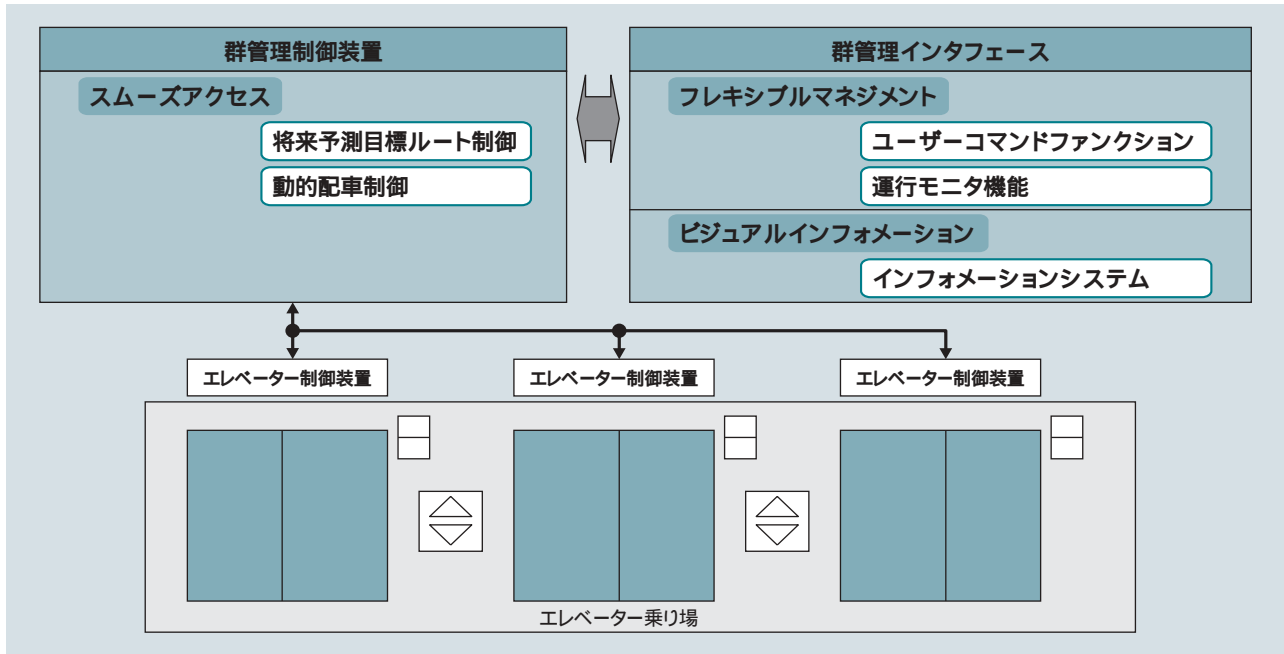 群管理制御装置
スムーズアクセス
将来予測目標ルート制御
動的配車制御
群管理インタフェース
フレキシブルマネジメント
ユーザーコマンドファンクション
運行モニタ機能
ビジュアルインフォメーション
インフォメーションシステム
エレベーター制御装置
エレベーター制御装置
エレベーター制御装置
エレベーター乗り場